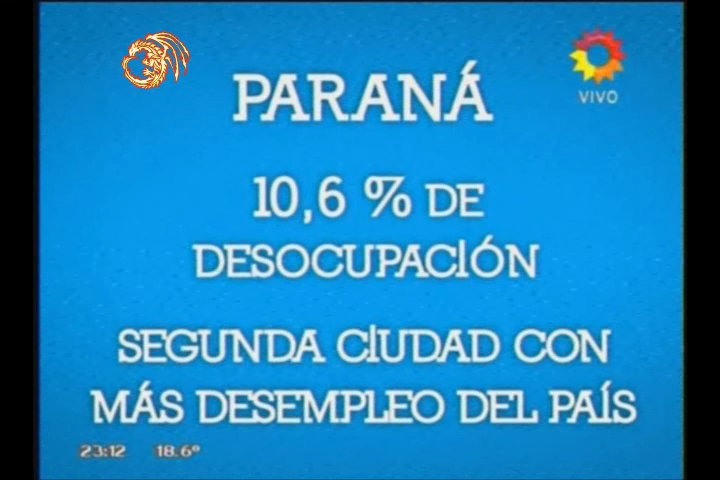 VIVO
PARANÁ
10,6 % DE
DESOCUPACIÓN
SEGUNDA CIUDAD CON
MÁS DESEMPLEO DEL PAÍS
23:12 18.6º